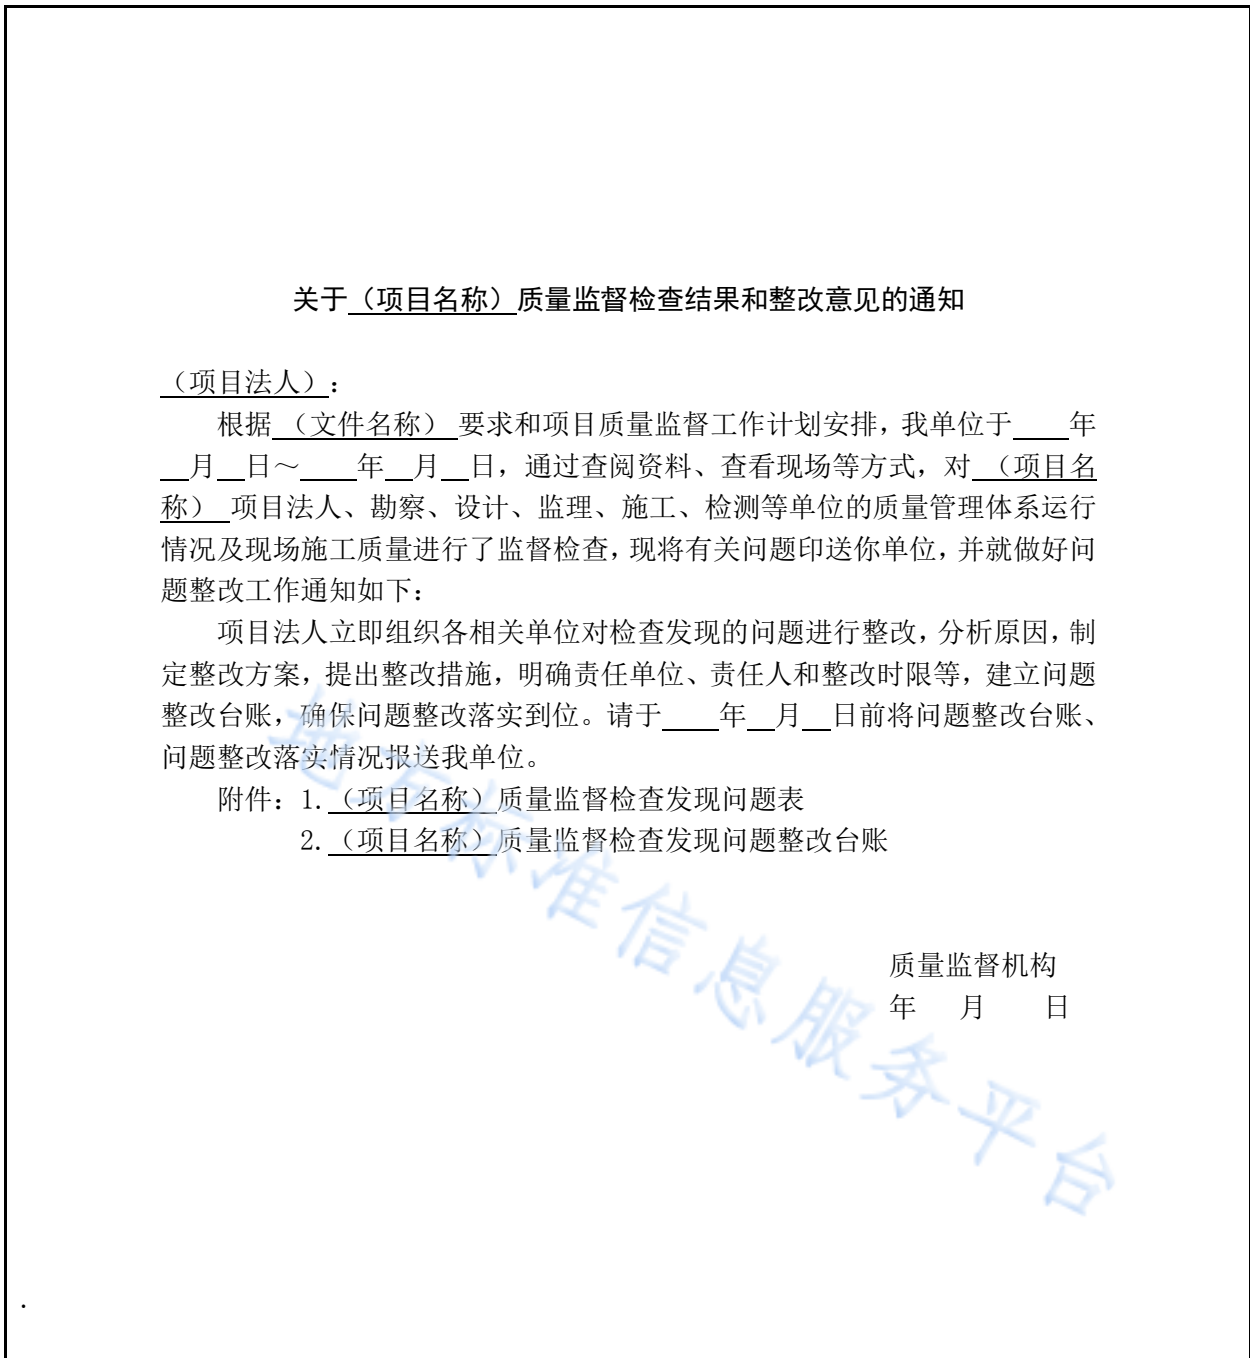 关于（项目名称）质量监督检查结果和整改意见的通知
（项目法人）：
根据（文件名称）要求和项目质量监督工作计划安排，我单位于____年
__月__日～____年__月__日，通过查阅资料、查看现场等方式，对（项目名
称）项目法人、勘察、设计、监理、施工、检测等单位的质量管理体系运行
情况及现场施工质量进行了监督检查，现将有关问题印送你单位，并就做好问
题整改工作通知如下：
项目法人立即组织各相关单位对检查发现的问题进行整改，分析原因，制
定整改方案，提出整改措施，明确责任单位、责任人和整改时限等，建立问题
整改台账，确保问题整改落实到位。请于____年__月__日前将问题整改台账、
问题整改落实情况报送我单位。
附件：1.（项目名称）质量监督检查发现问题表
2.（项目名称）质量监督检查发现问题整改台账
质量监督机构
年 月 日
地方标准信息服务平台
.